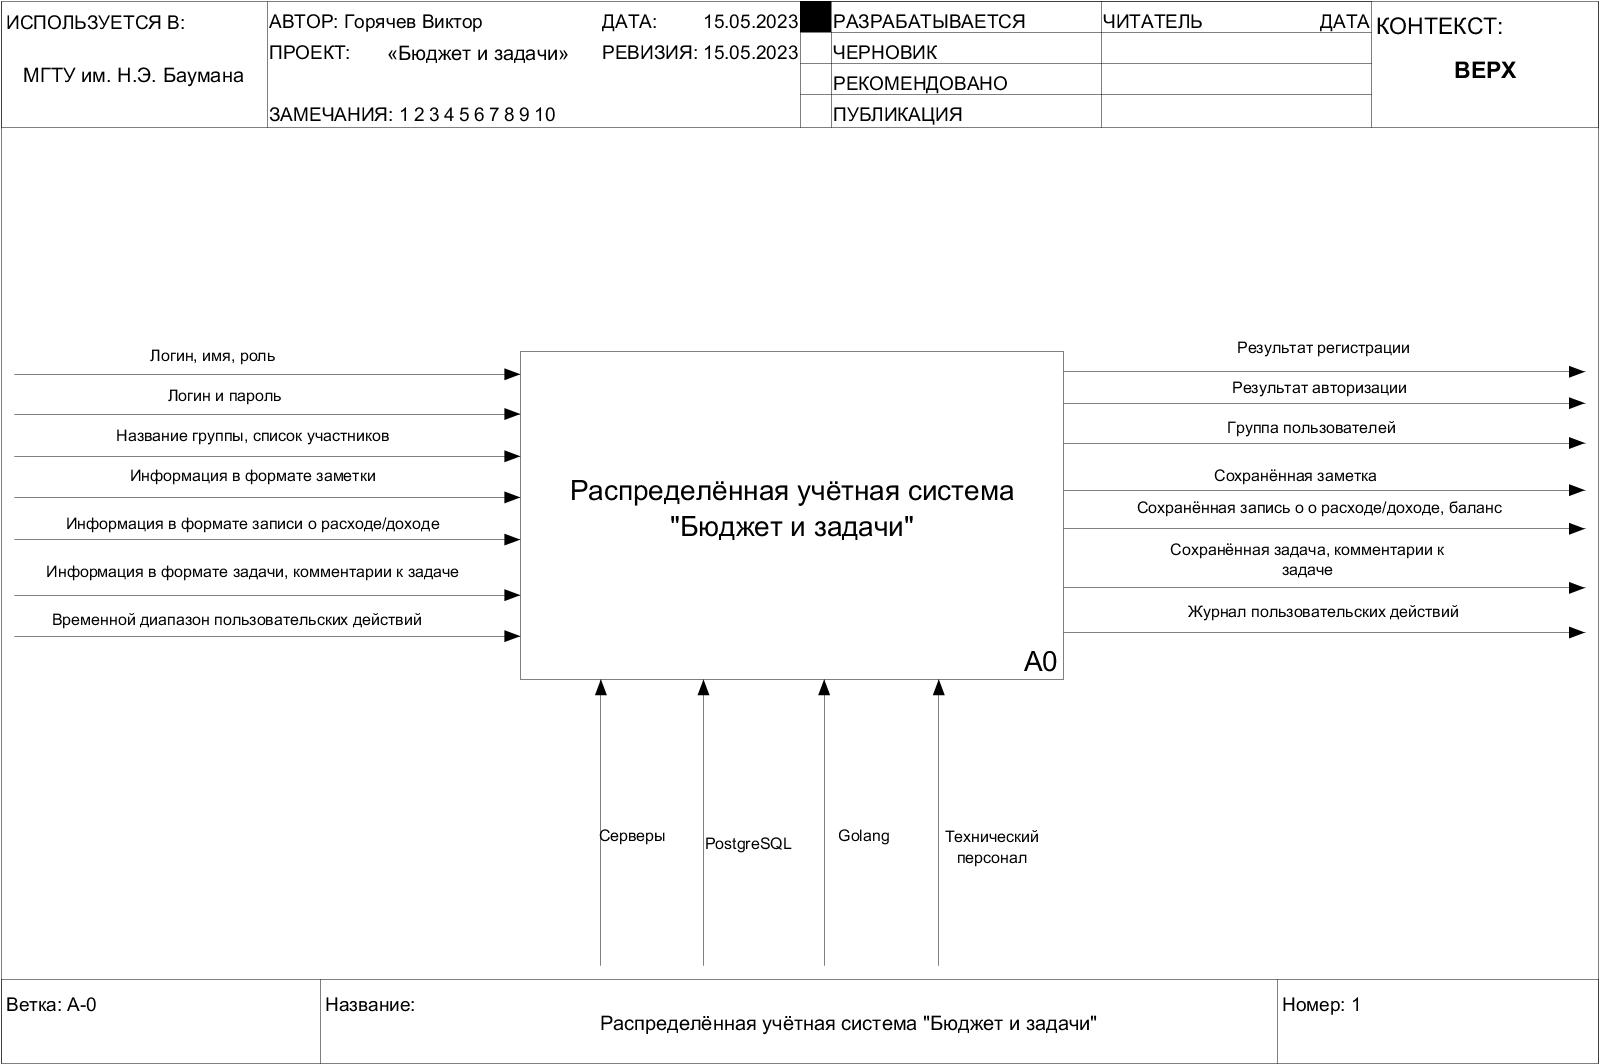 ИСПОЛЬЗУЕТСЯ В:
МГТУ им. Н.Э. Баумана
АВТОР: Горячев Виктор
ДАТА: 15.05.2023
ПРОЕКТ: «Бюджет и задачи»
РЕВИЗИЯ: 15.05.2023
ЗАМЕЧАНИЯ: 1 2 3 4 5 6 7 8 9 10
РАЗРАБАТЫВАЕТСЯ
ЧЕРНОВИК
РЕКОМЕНДОВАНО
ПУБЛИКАЦИЯ
ЧИТАТЕЛЬ ДАТА
КОНТЕКСТ:
ВЕРХ
Логин, имя, роль
Логин и пароль
Название группы, список участников
Информация в формате заметки
Информация в формате записи о расходе/доходе
Информация в формате задачи, комментарии к задаче
Временной диапазон пользовательских действий
Распределённая учётная система
"Бюджет и задачи"
A0
Результат регистрации
Результат авторизации
Группа пользователей
Сохранённая заметка
Сохранённая запись о о расходе/доходе, баланс
Сохранённая задача, комментарии к
задаче
Журнал пользовательских действий
Серверы
PostgreSQL
Golang
Технический
персонал
Ветка: A-0
Название:
Распределённая учётная система "Бюджет и задачи"
Номер: 1